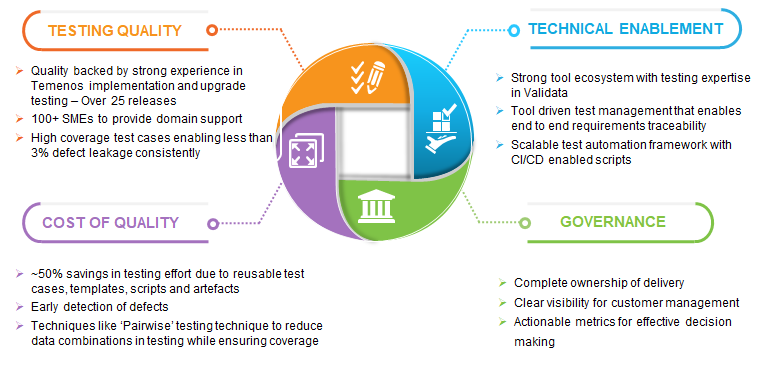 TESTING QUALITY
Quality backed by strong experience in
Temenos implementation and upgrade
testing – Over 25 releases
100+ SMEs to provide domain support
High coverage test cases enabling less than
3% defect leakage consistently
TECHNICAL ENABLEMENT
Strong tool ecosystem with testing expertise
in Validata
Tool driven test management that enables
end to end requirements traceability
Scalable test automation framework with
CI/CD enabled scripts
COST OF QUALITY
~50% savings in testing effort due to reusable test
cases, templates, scripts and artefacts
Early detection of defects
Techniques like ‘Pairwise’ testing technique to reduce
data combinations in testing while ensuring coverage
GOVERNANCE
Complete ownership of delivery
Clear visibility for customer management
Actionable metrics for effective decision
making